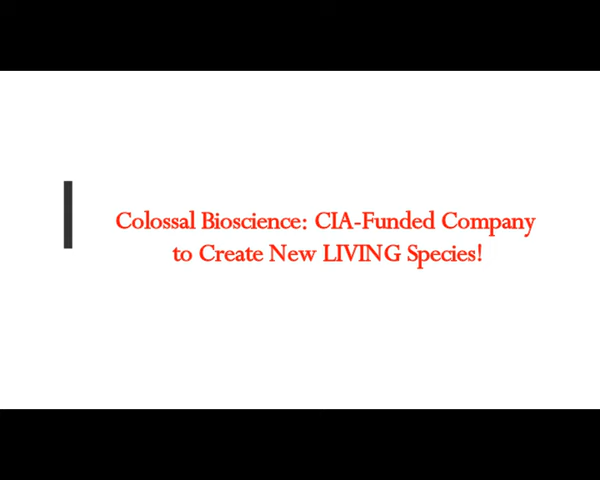 Colossal Bioscience: CIA-Funded Company
to Create New LIVING Species!